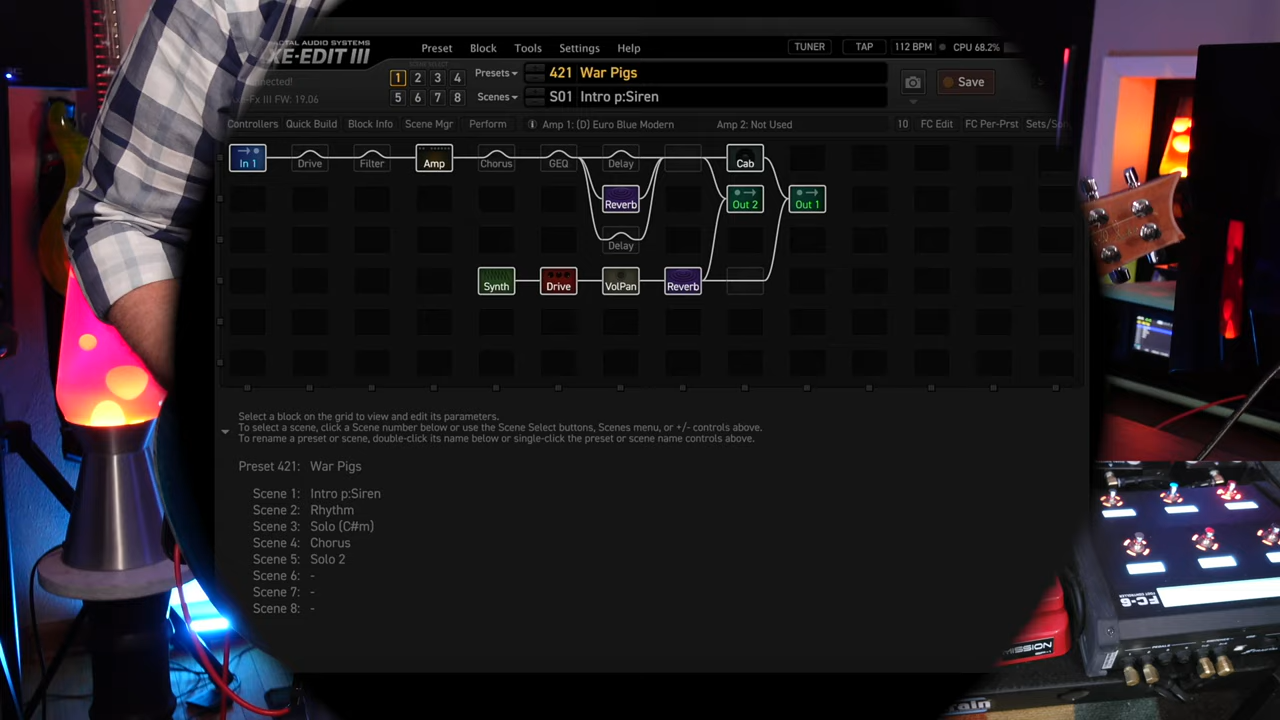 XE-EDIT III
Preset Block Tools Settings Help
TUNER TAP 112 BPM CPU 68.2%
SCENE SELECT
1 2 3 4
5 6 7 8
Presets 421 War Pigs
Scenes S01 Intro p:Siren
Save
FW: 19.06
Controllers Quick Build Block Info Scene Mgr Perform
Amp 1: (D) Euro Blue Modern Amp 2: Not Used
10 FC Edit FC Per-Prst
In 1 Drive Filter Amp Chorus GEQ Delay Cab
Reverb Out 2 Out 1
Delay
Synth Drive VolPan Reverb
Select a block on the grid to view and edit its parameters.
To select a scene, click a Scene number below or use the Scene Select buttons, Scenes menu, or +/- controls above.
To rename a preset or scene, double-click its name below or single-click the preset or scene name controls above.
Preset 421: War Pigs
Scene 1: Intro p:Siren
Scene 2: Rhythm
Scene 3: Solo (C#m)
Scene 4: Chorus
Scene 5: Solo 2
Scene 6: -
Scene 7: -
Scene 8: -
FC-6
FOOT CONTROLLER
MISSION